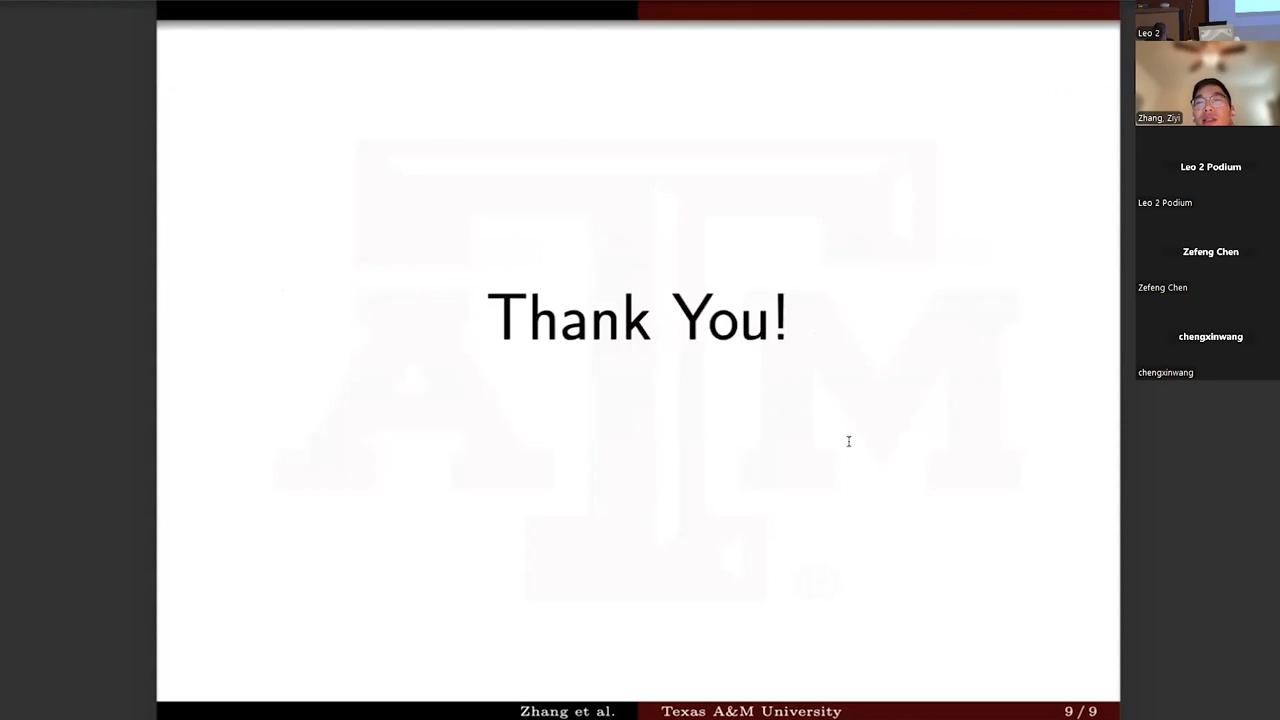 Thank You!
Zhang et al. Texas A&M University 9 / 9
Leo 2
Zhang, Ziyi
Leo 2 Podium
Leo 2 Podium
Zefeng Chen
Zefeng Chen
chengxinwang
chengxinwang